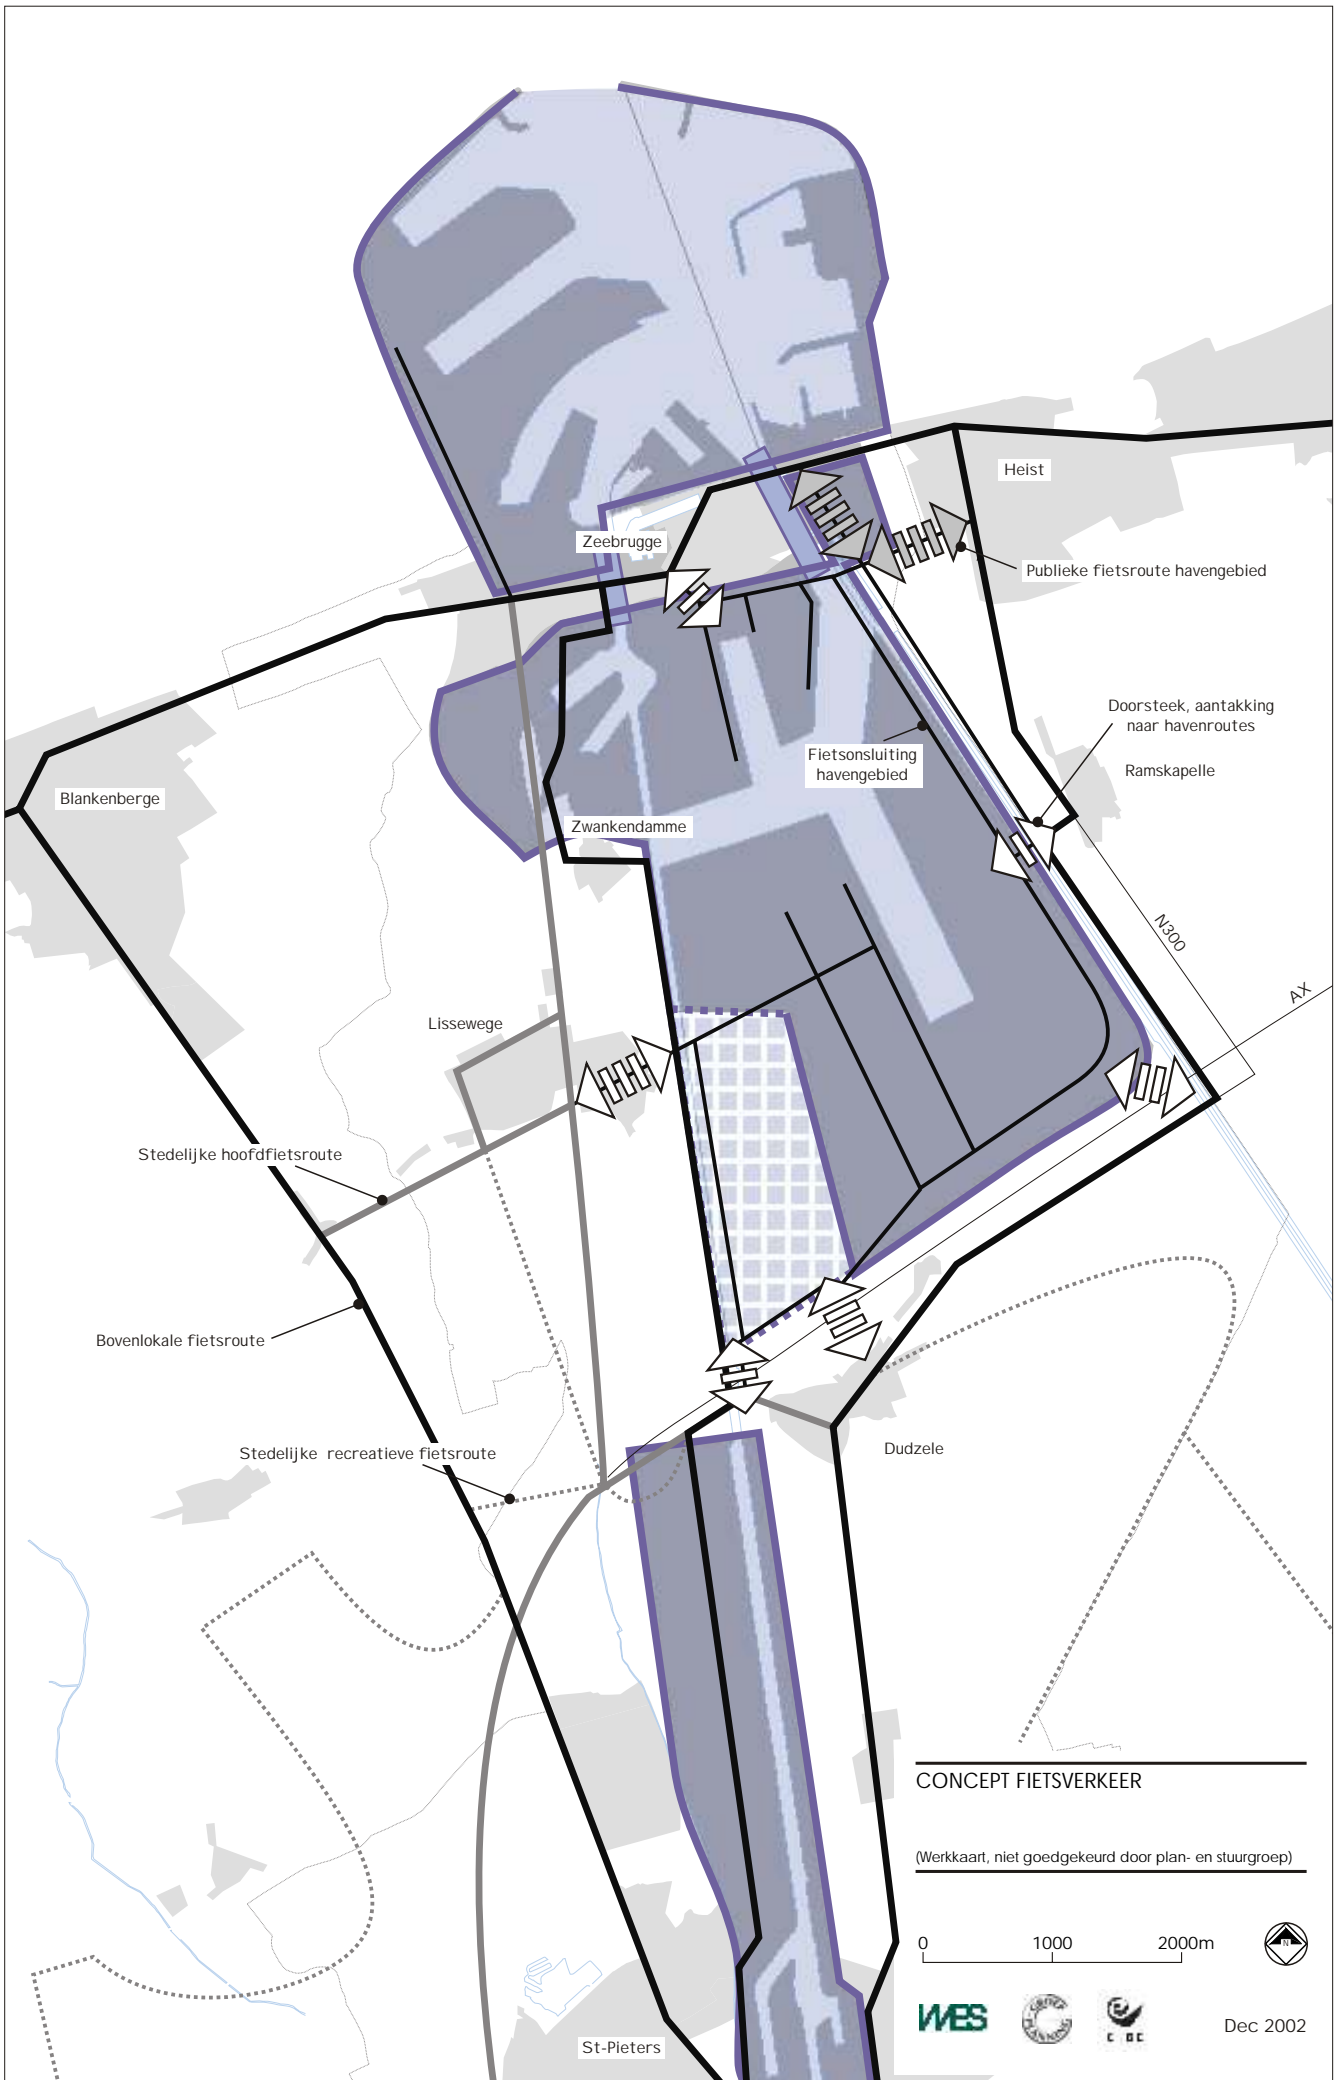 Heist
Zeebrugge
Publieke fietsroute havengebied
Doorsteek, aantakking
naar havenroutes
Fietsonsluiting
havengebied
Ramskapelle
Blankenberge
Zwankendamme
N300
AX
Lissewege
Stedelijke hoofdfietsroute
Bovenlokale fietsroute
Stedelijke recreatieve fietsroute
Dudzele
CONCEPT FIETSVERKEER
(Werkkaart, niet goedgekeurd door plan- en stuurgroep)
0 1000 2000m
N
WES
GROEP
PLANNING
Dec 2002
St-Pieters